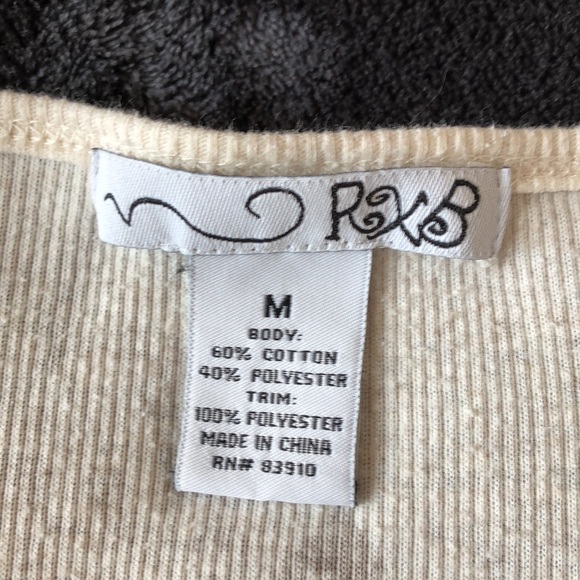 RXB
M
BODY:
60% COTTON
40% POLYESTER
TRIM:
100% POLYESTER
MADE IN CHINA
RN# 83910